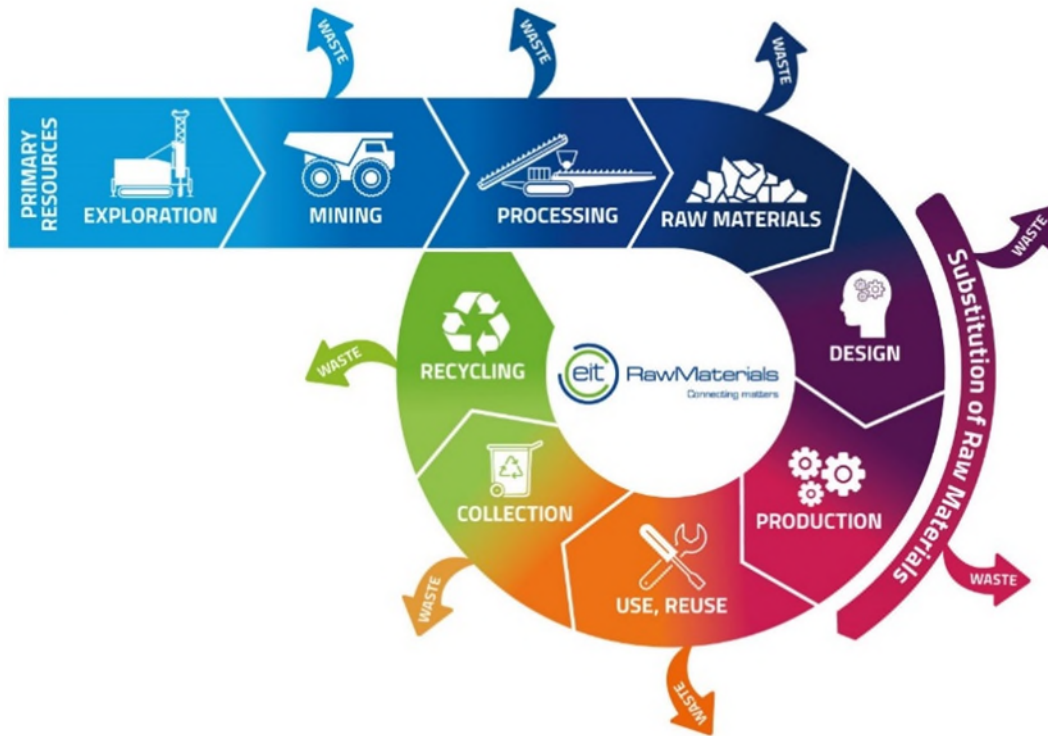 WASTE
WASTE
WASTE
PRIMARY
RESOURCES
EXPLORATION
MINING
PROCESSING
RAW MATERIALS
WASTE
DESIGN
Substitution of Raw Materials
PRODUCTION
WASTE
USE, REUSE
WASTE
COLLECTION
WASTE
RECYCLING
WASTE
eit RawMaterials
Connecting matters